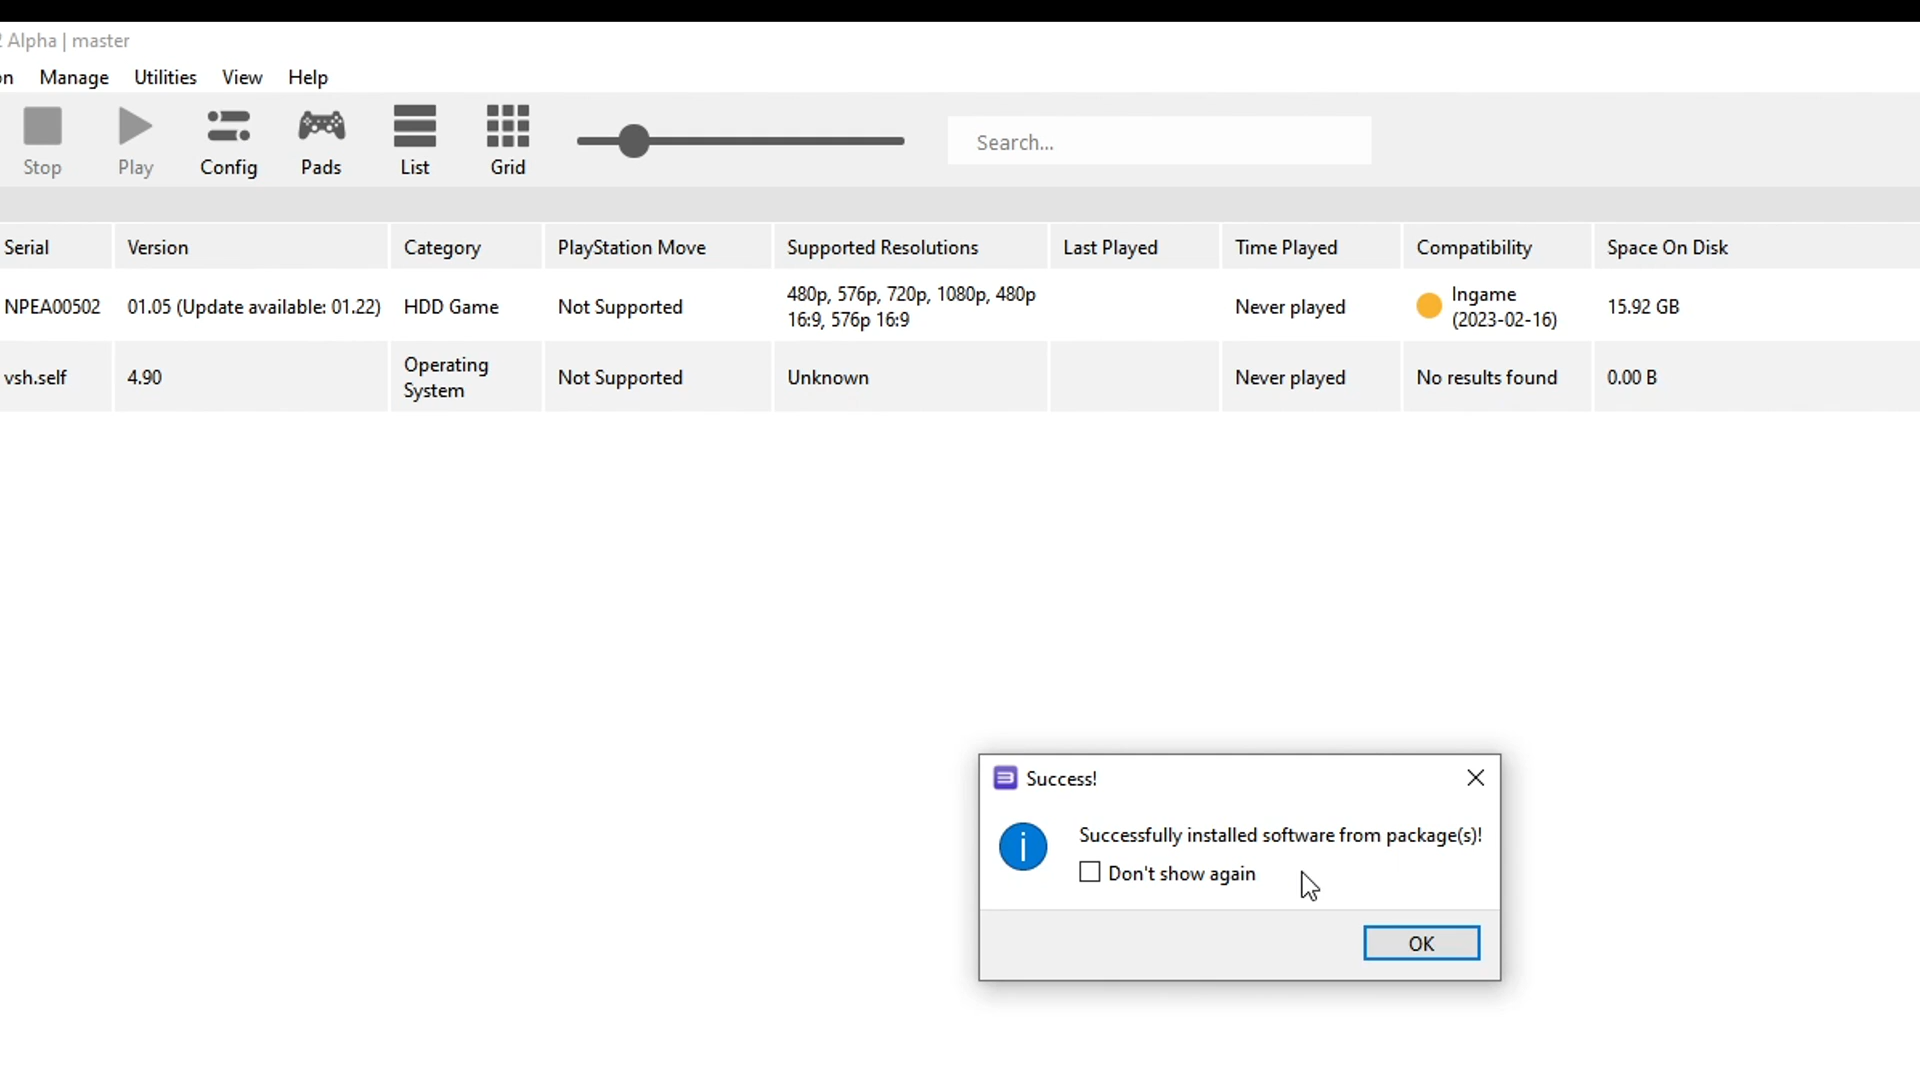 2 Alpha | master
on Manage Utilities View Help
Stop Play Config Pads List Grid Search...
Serial Version Category PlayStation Move Supported Resolutions Last Played Time Played Compatibility Space On Disk
NPEA00502 01.05 (Update available: 01.22) HDD Game Not Supported 480p, 576p, 720p, 1080p, 480p Never played Ingame 15.92 GB
16:9, 576p 16:9 (2023-02-16)
vsh.self 4.90 Operating Not Supported Unknown Never played No results found 0.00 B
System
Success!
Successfully installed software from package(s)!
Don't show again
OK